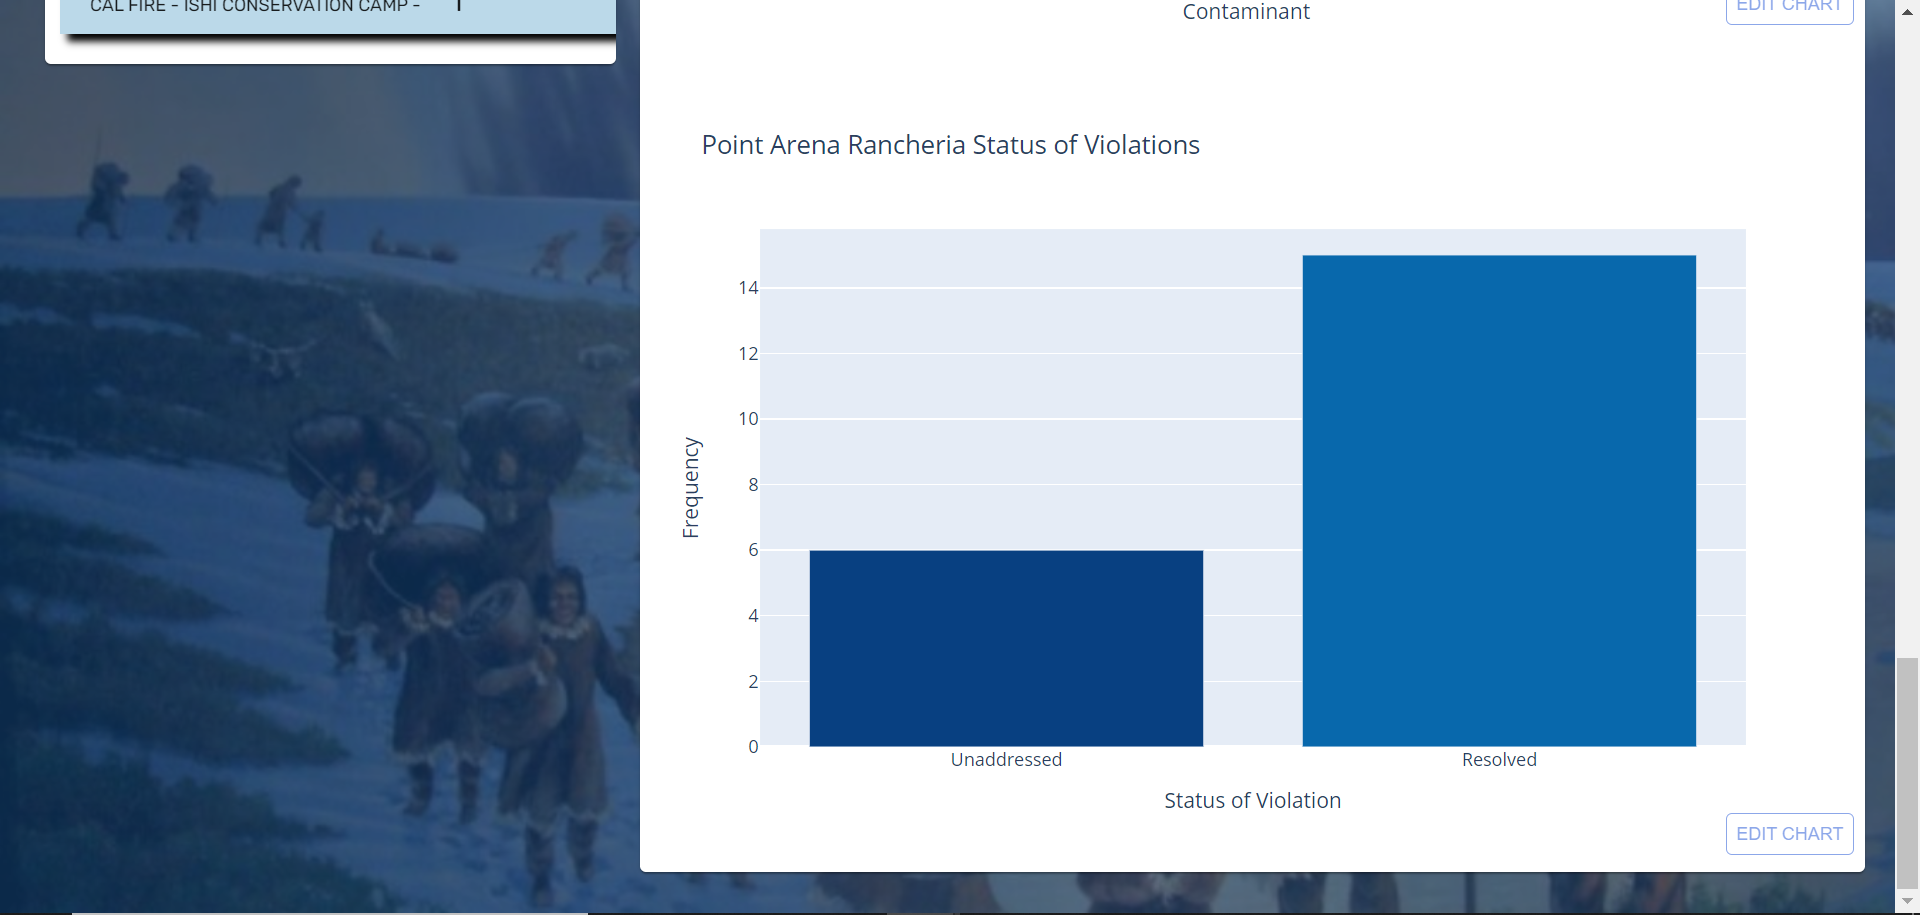 CAL FIRE - ISHI CONSERVATION CAMP - 1
Contaminant
EDIT CHART
Point Arena Rancheria Status of Violations
14
12
10
8
6
4
2
0
Frequency
Unaddressed Resolved
Status of Violation
EDIT CHART